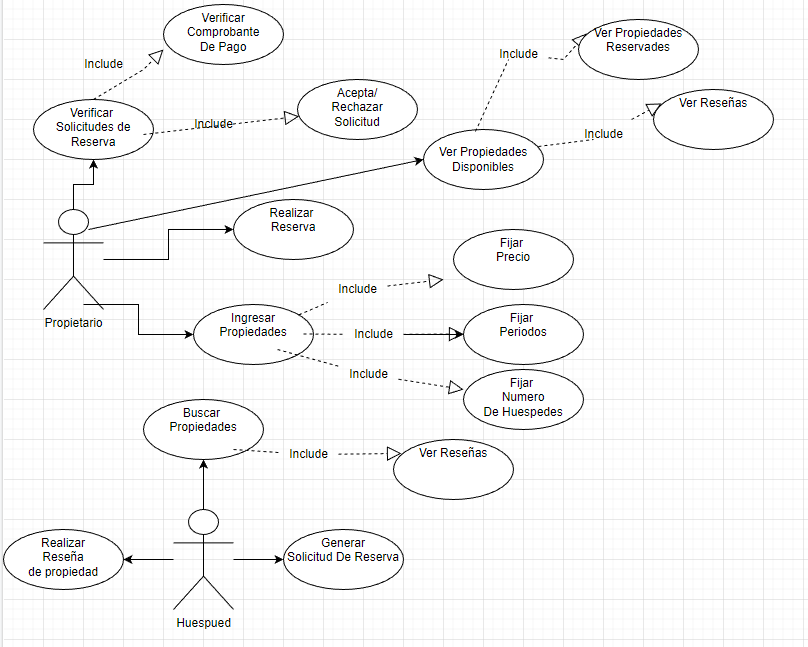 Verificar
Comprobante
De Pago
Include
Ver Propiedades
Reservades
Include
Acepta/
Rechazar
Solicitud
Include
Ver Reseñas
Include
Verificar
Solicitudes de
Reserva
Ver Propiedades
Disponibles
Realizar
Reserva
Fijar
Precio
Include
Propietario
Ingresar
Propiedades
Include
Fijar
Periodos
Include
Fijar
Numero
De Huespedes
Buscar
Propiedades
Include
Ver Reseñas
Realizar
Reseña
de propiedad
Generar
Solicitud De Reserva
Huespued